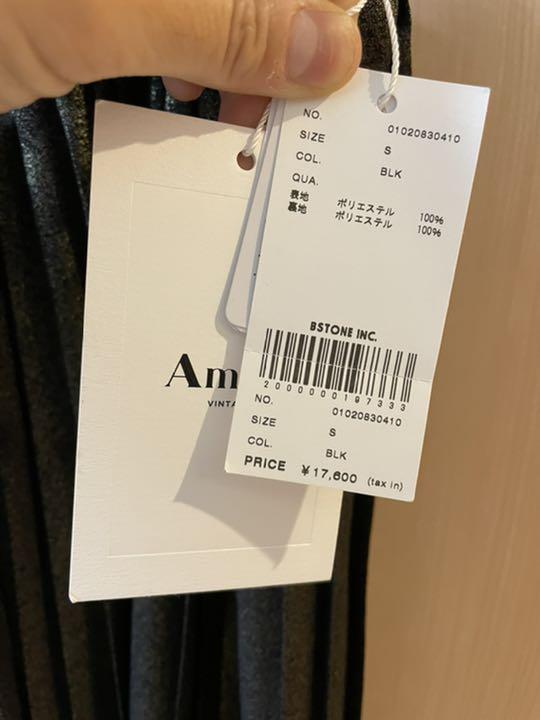 NO. 01020830410
SIZE S
COL. BLK
QUA.
表地 ポリエステル 100%
裏地 ポリエステル 100%
BSTONE INC.
2000000197333
NO. 01020830410
SIZE S
COL. BLK
PRICE ¥17,600 (tax in)
Am
VINTA